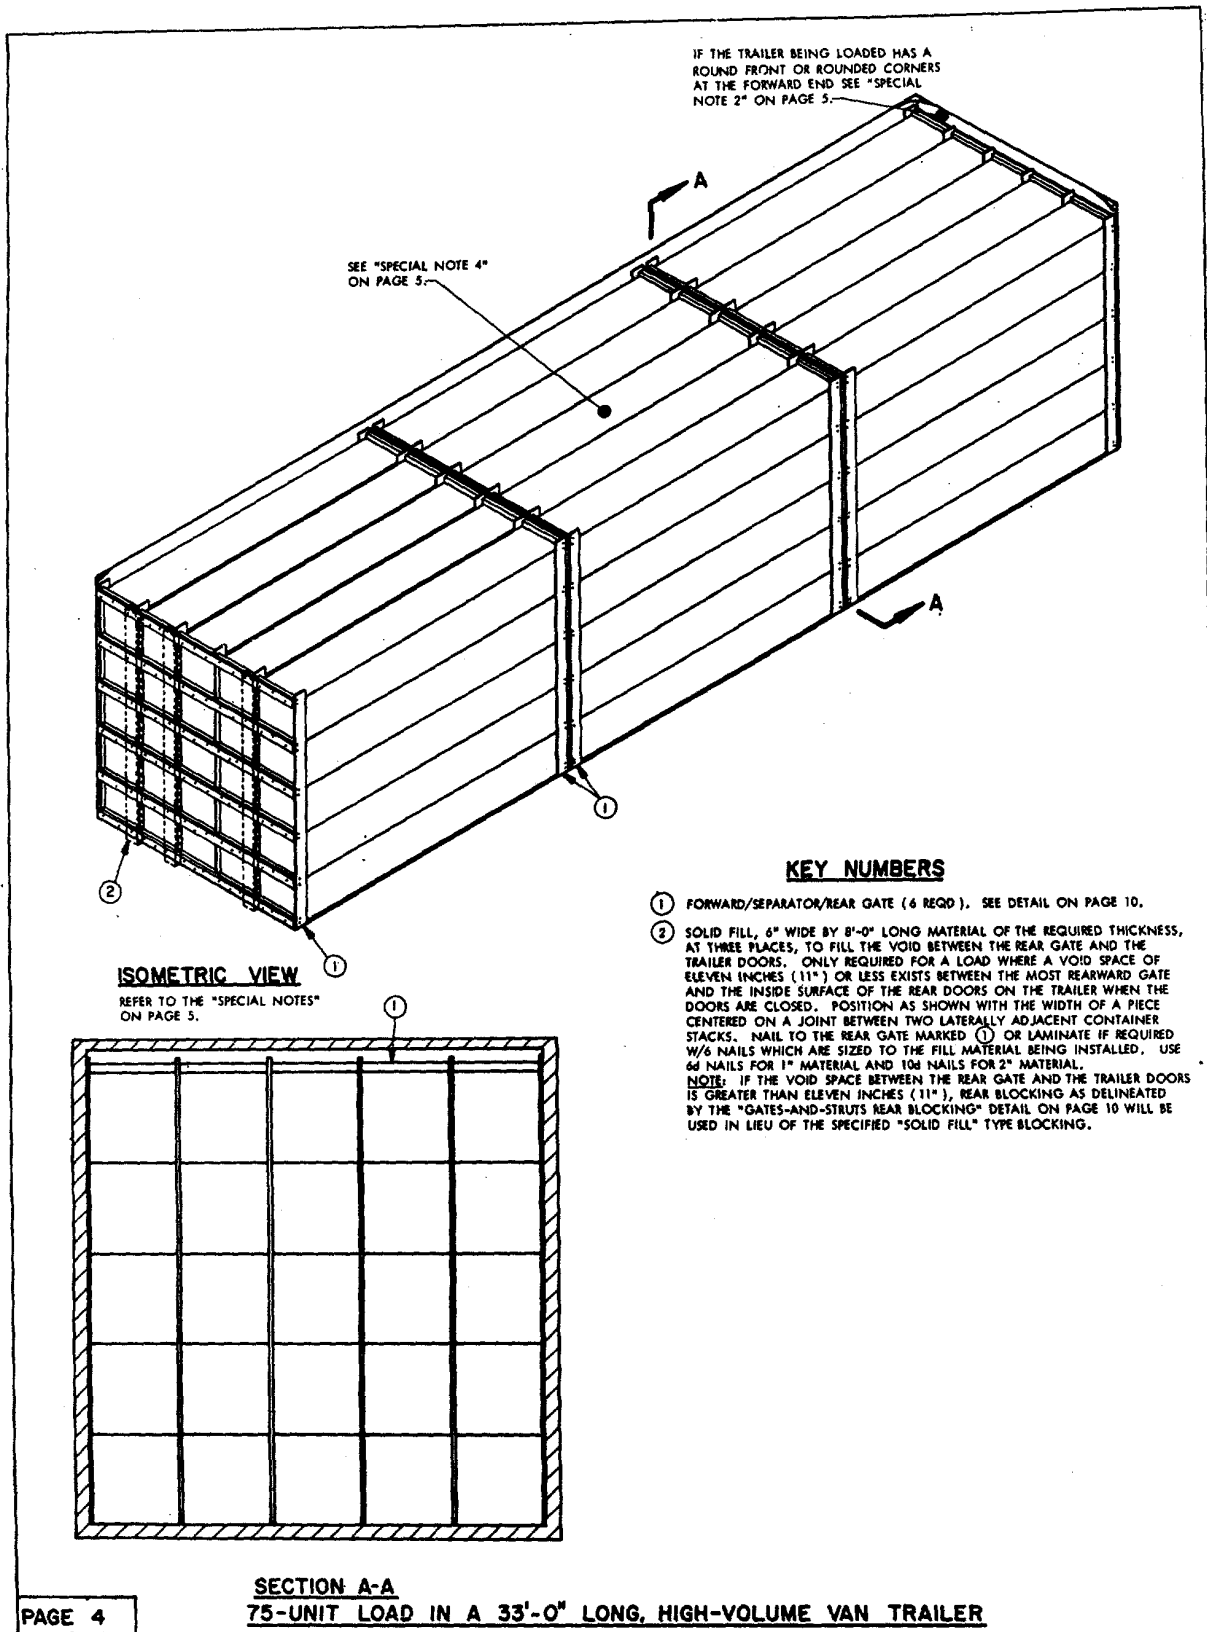 IF THE TRAILER BEING LOADED HAS A
ROUND FRONT OR ROUNDED CORNERS
AT THE FORWARD END SEE "SPECIAL
NOTE 2" ON PAGE 5.
A
SEE "SPECIAL NOTE 4"
ON PAGE 5.
A
1
2
1
KEY NUMBERS
1 FORWARD/SEPARATOR/REAR GATE (6 REQD). SEE DETAIL ON PAGE 10.
2 SOLID FILL, 6" WIDE BY 8'-0" LONG MATERIAL OF THE REQUIRED THICKNESS,
AT THREE PLACES, TO FILL THE VOID BETWEEN THE REAR GATE AND THE
TRAILER DOORS. ONLY REQUIRED FOR A LOAD WHERE A VOID SPACE OF
ELEVEN INCHES (11") OR LESS EXISTS BETWEEN THE MOST REARWARD GATE
AND THE INSIDE SURFACE OF THE REAR DOORS ON THE TRAILER WHEN THE
DOORS ARE CLOSED. POSITION AS SHOWN WITH THE WIDTH OF A PIECE
CENTERED ON A JOINT BETWEEN TWO LATERALLY ADJACENT CONTAINER
STACKS. NAIL TO THE REAR GATE MARKED 1 OR LAMINATE IF REQUIRED
W/6 NAILS WHICH ARE SIZED TO THE FILL MATERIAL BEING INSTALLED. USE
6d NAILS FOR 1" MATERIAL AND 10d NAILS FOR 2" MATERIAL.
NOTE: IF THE VOID SPACE BETWEEN THE REAR GATE AND THE TRAILER DOORS
IS GREATER THAN ELEVEN INCHES (11"), REAR BLOCKING AS DELINEATED
BY THE "GATES-AND-STRUTS REAR BLOCKING" DETAIL ON PAGE 10 WILL BE
USED IN LIEU OF THE SPECIFIED "SOLID FILL" TYPE BLOCKING.
ISOMETRIC VIEW
REFER TO THE "SPECIAL NOTES"
ON PAGE 5.
1
SECTION A-A
75-UNIT LOAD IN A 33'-0" LONG, HIGH-VOLUME VAN TRAILER
PAGE 4